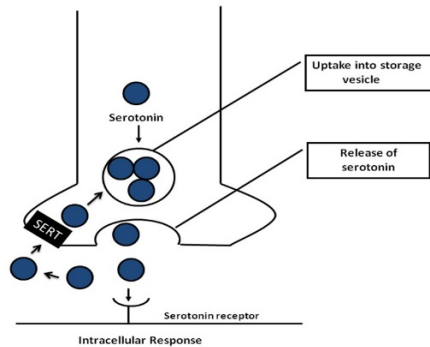 Uptake into storage
vesicle
Serotonin
Release of
serotonin
SERT
Serotonin receptor
Intracellular Response